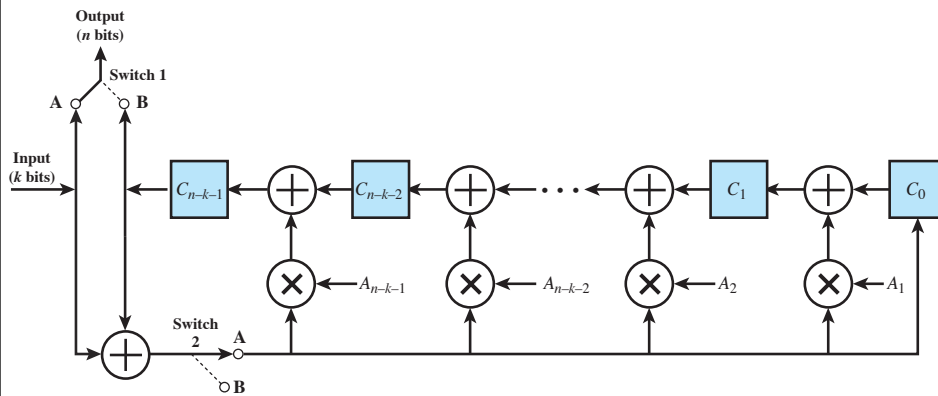 Output
(n bits)
Switch 1
A
B
Input
(k bits)
C_{n–k–1}
C_{n–k–2}
• • •
C_1
C_0
A_{n–k–1}
A_{n–k–2}
A_2
A_1
Switch
2
A
B